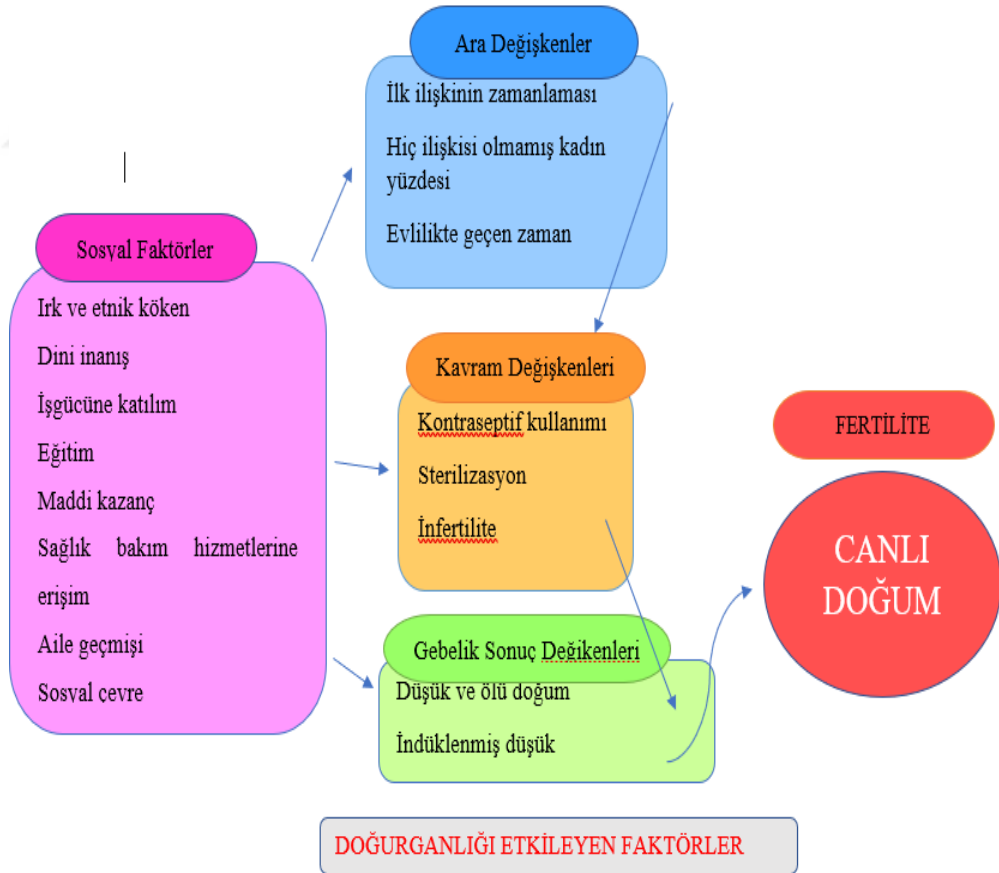 Ara Değişkenler
İlk ilişkinin zamanlaması
Hiç ilişkisi olmamış kadın
yüzdesi
Evlilikte geçen zaman
Sosyal Faktörler
Irk ve etnik köken
Dini inanış
İşgücüne katılım
Eğitim
Maddi kazanç
Sağlık bakım hizmetlerine
erişim
Aile geçmişi
Sosyal çevre
Kavram Değişkenleri
Kontraseptif kullanımı
Sterilizasyon
İnfertilite
Gebelik Sonuç Değikenleri
Düşük ve ölü doğum
İndüklenmiş düşük
FERTİLİTE
CANLI
DOĞUM
DOĞURGANLIĞI ETKİLEYEN FAKTÖRLER